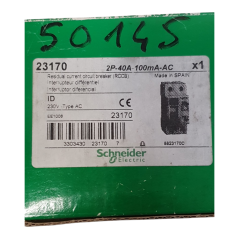 50145
23170
2P-40A-100mA-AC
x1
Residual current circuit breaker (RCCB)
Interrupteur différentiel
Interruptor diferencial
Made in SPAIN
ID
230V -Type AC
CE
23170
3303430 23170 7
Schneider
Electric